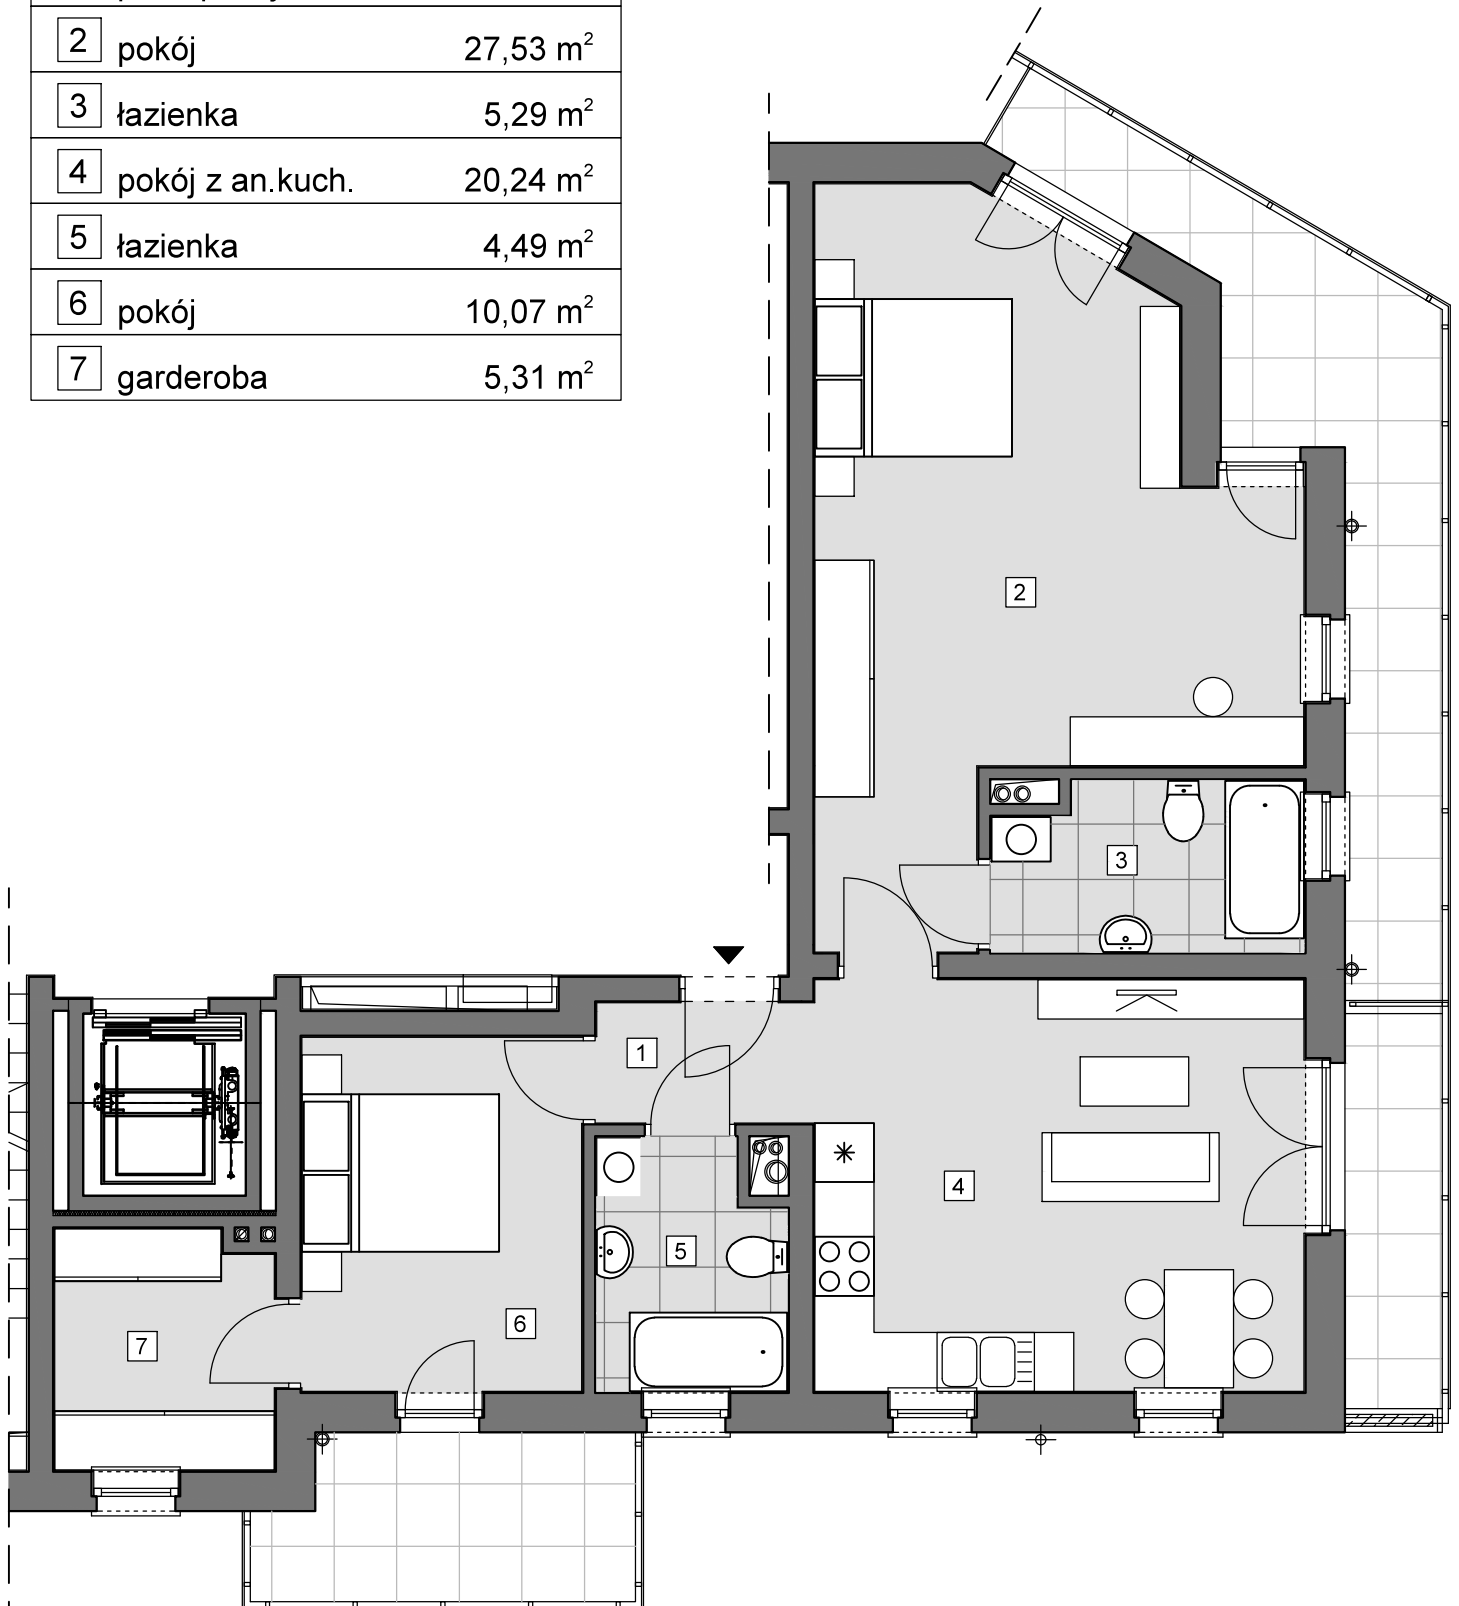 2 pokój 27,53 m²
3 łazienka 5,29 m²
4 pokój z an.kuch. 20,24 m²
5 łazienka 4,49 m²
6 pokój 10,07 m²
7 garderoba 5,31 m²
2
3
1
4
5
6
7